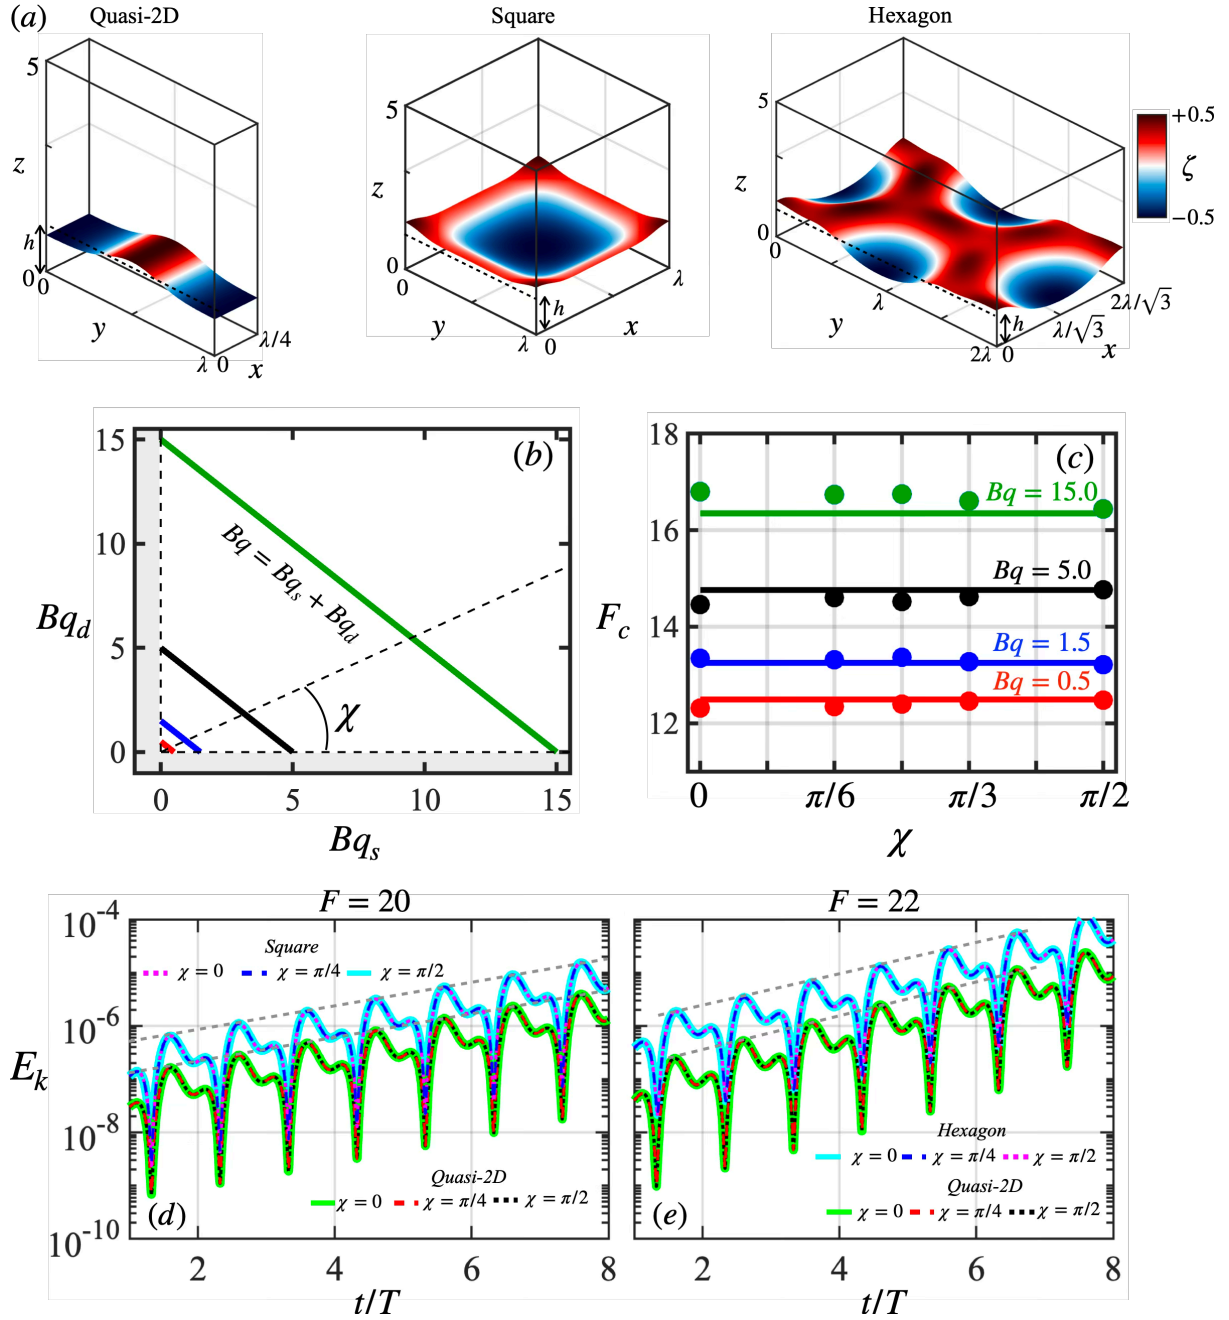 (a) Quasi-2D Square Hexagon
5 z h 0 y λ 0 x λ/4
5 z 0 0 y λ 0 x λ h
5 z 0 0 y λ 2λ 0 h λ/√3 x 2λ/√3
+0.5
ζ
−0.5
(b)
15
10
5
0
Bq_d
Bq = Bq_s + Bq_d
χ
0 5 10 15
Bq_s
(c)
18
16
14
12
F_c
Bq = 15.0
Bq = 5.0
Bq = 1.5
Bq = 0.5
0 π/6 π/3 π/2
χ
F = 20
10^-4
10^-6
10^-8
10^-10
E_k
Square
χ = 0 χ = π/4 χ = π/2
Quasi-2D
χ = 0 χ = π/4 χ = π/2
(d)
2 4 6 8
t/T
F = 22
Hexagon
χ = 0 χ = π/4 χ = π/2
Quasi-2D
χ = 0 χ = π/4 χ = π/2
(e)
2 4 6 8
t/T